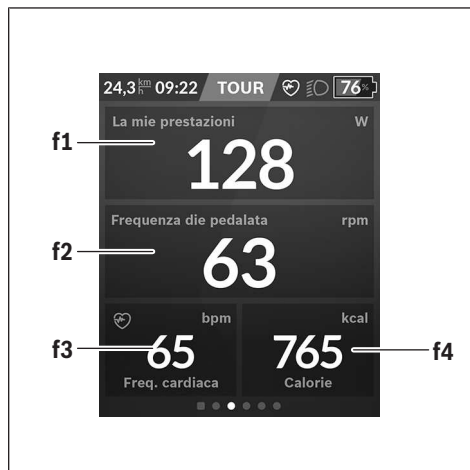 24,3 km/h 09:22 TOUR 76%
La mie prestazioni W
f1
128
Frequenza die pedalata rpm
f2
63
bpm kcal
f3 65 765 f4
Freq. cardiaca Calorie